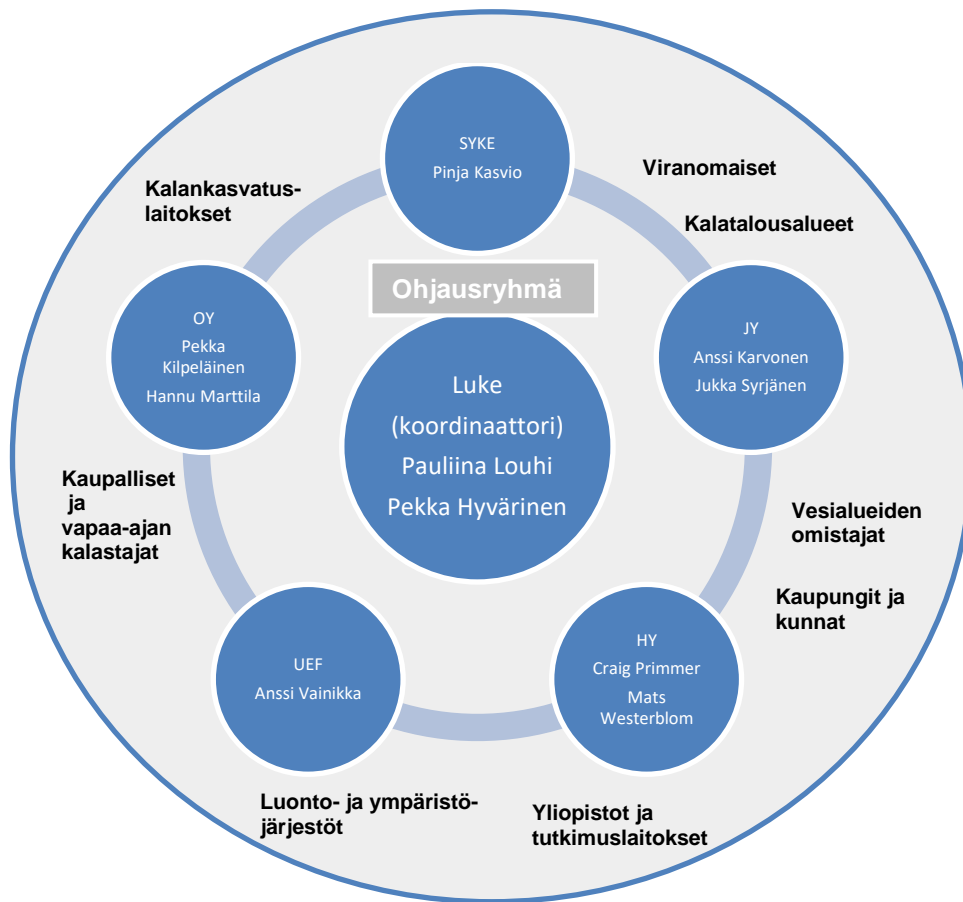 SYKE
Pinja Kasvio
Viranomaiset
Kalankasvatus-
laitokset
Kalatalousalueet
Ohjausryhmä
OY
Pekka
Kilpeläinen
Hannu Marttila
JY
Anssi Karvonen
Jukka Syrjänen
Luke
(koordinaattori)
Pauliina Louhi
Pekka Hyvärinen
Kaupalliset
ja
vapaa-ajan
kalastajat
Vesialueiden
omistajat
Kaupungit ja
kunnat
UEF
Anssi Vainikka
HY
Craig Primmer
Mats
Westerblom
Luonto- ja ympäristö-
järjestöt
Yliopistot ja
tutkimuslaitokset